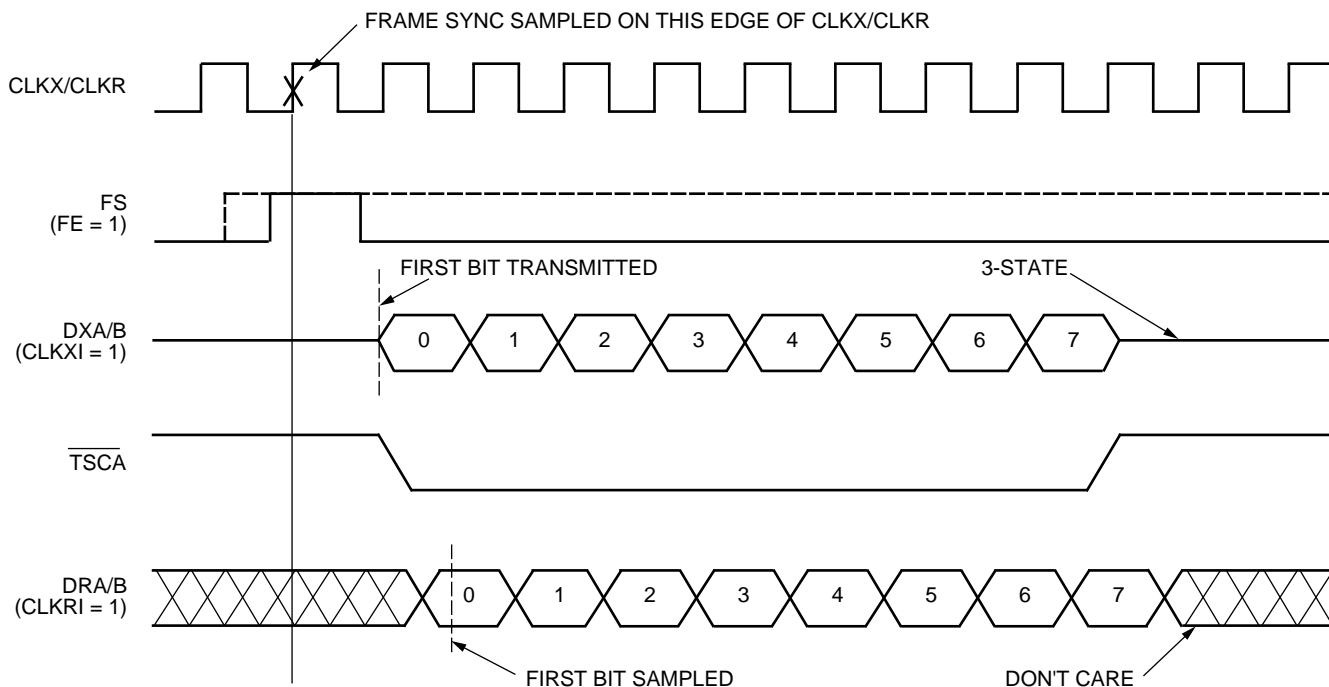 FRAME SYNC SAMPLED ON THIS EDGE OF CLKX/CLKR
CLKX/CLKR
FS
(FE = 1)
FIRST BIT TRANSMITTED
3-STATE
DXA/B
(CLKXI = 1)
0 1 2 3 4 5 6 7
TSCA
DRA/B
(CLKRI = 1)
0 1 2 3 4 5 6 7
FIRST BIT SAMPLED
DON'T CARE